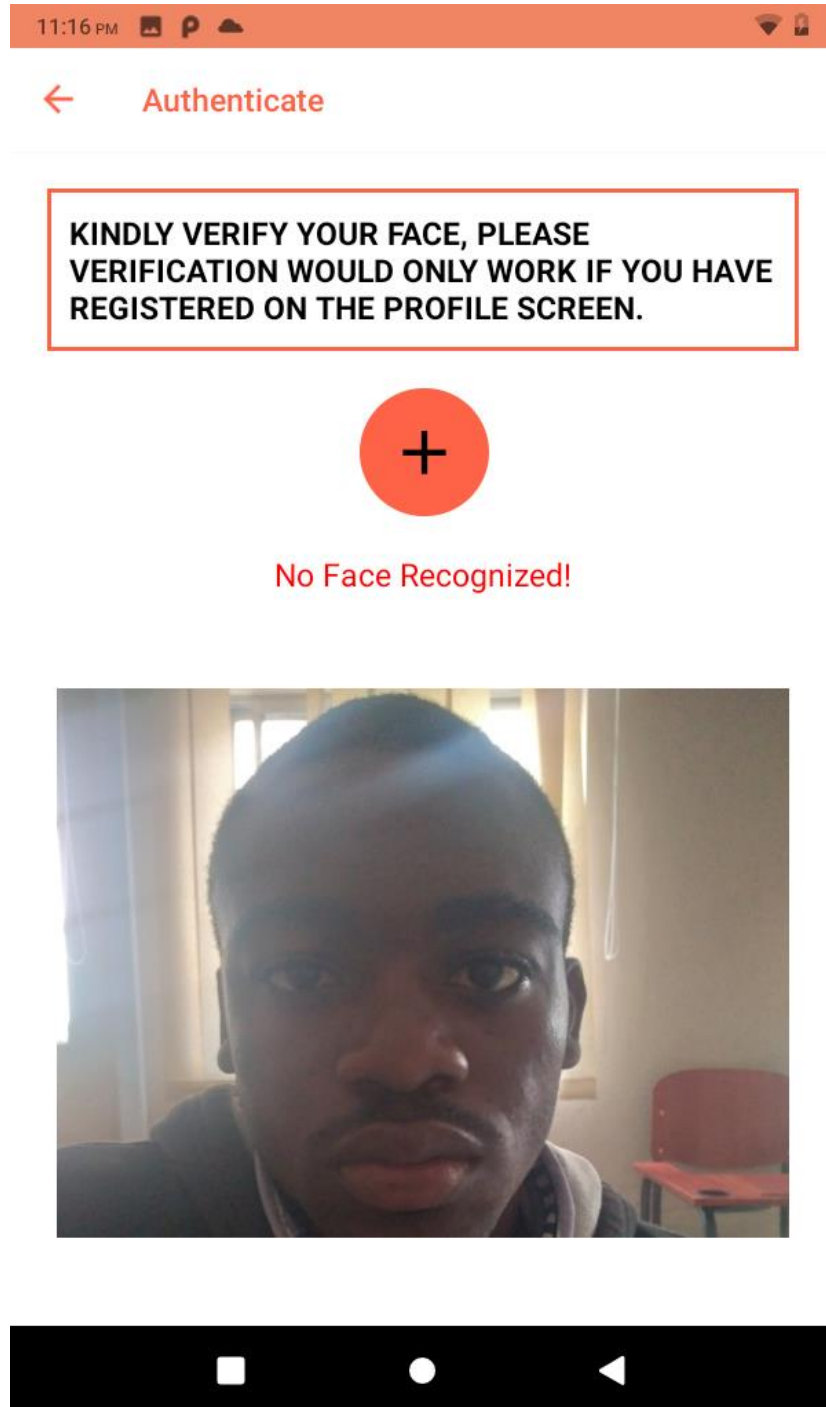 11:16 PM
Authenticate
KINDLY VERIFY YOUR FACE, PLEASE
VERIFICATION WOULD ONLY WORK IF YOU HAVE
REGISTERED ON THE PROFILE SCREEN.
+
No Face Recognized!